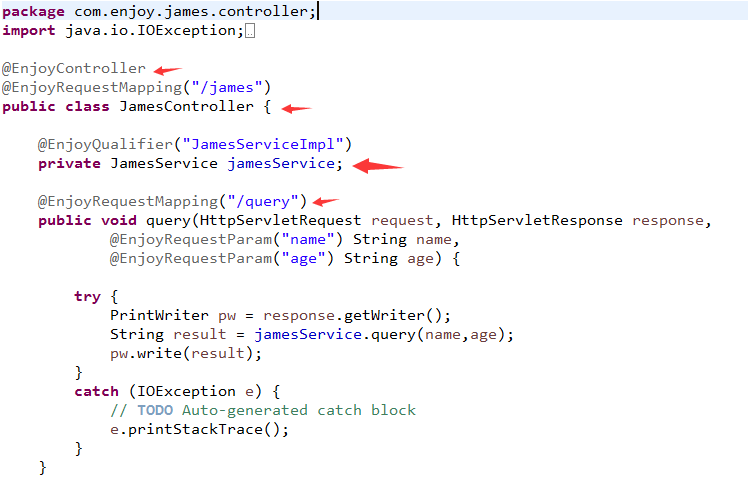 package com.enjoy.james.controller;
import java.io.IOException;

@EnjoyController
@EnjoyRequestMapping("/james")
public class JamesController {

    @EnjoyQualifier("JamesServiceImpl")
    private JamesService jamesService;

    @EnjoyRequestMapping("/query")
    public void query(HttpServletRequest request, HttpServletResponse response,
            @EnjoyRequestParam("name") String name,
            @EnjoyRequestParam("age") String age) {

        try {
            PrintWriter pw = response.getWriter();
            String result = jamesService.query(name,age);
            pw.write(result);
        }
        catch (IOException e) {
            // TODO Auto-generated catch block
            e.printStackTrace();
        }
    }